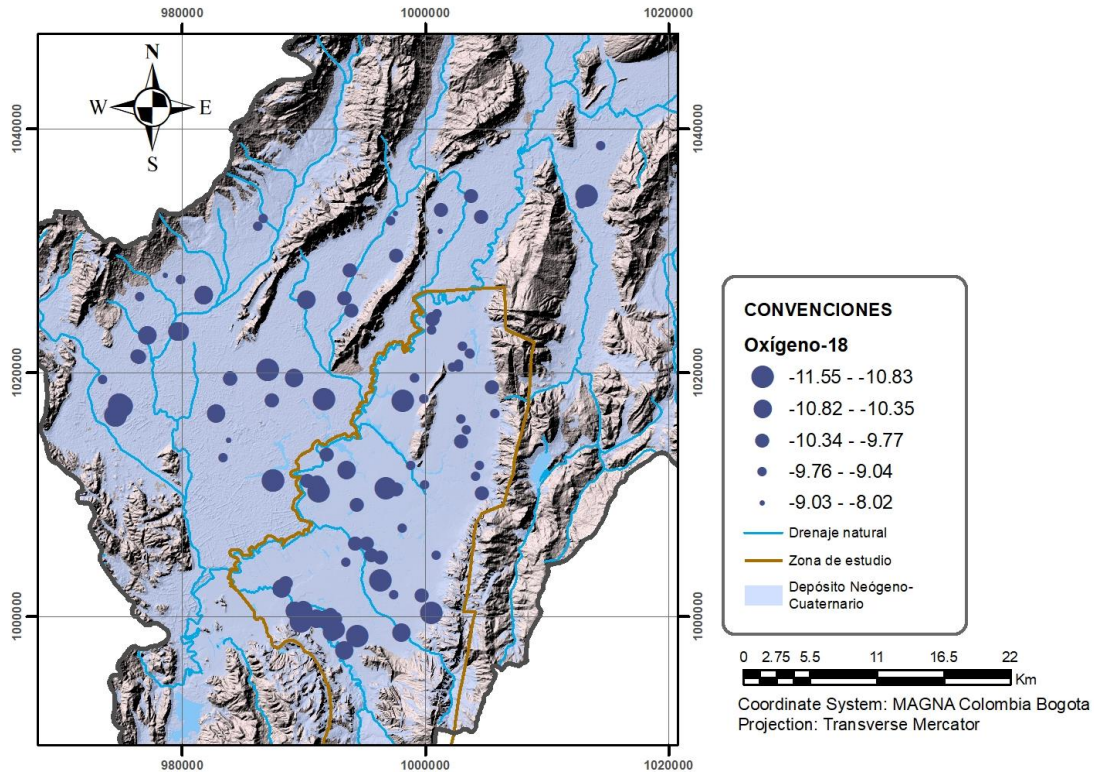 980000
1000000
1020000
N
W
E
S
1040000
1040000
1020000
1020000
1000000
1000000
980000
1000000
1020000
CONVENCIONES
Oxígeno-18
-11.55 - -10.83
-10.82 - -10.35
-10.34 - -9.77
-9.76 - -9.04
-9.03 - -8.02
Drenaje natural
Zona de estudio
Depósito Neógeno-
Cuaternario
0 2.75 5.5 11 16.5 22
Km
Coordinate System: MAGNA Colombia Bogota
Projection: Transverse Mercator